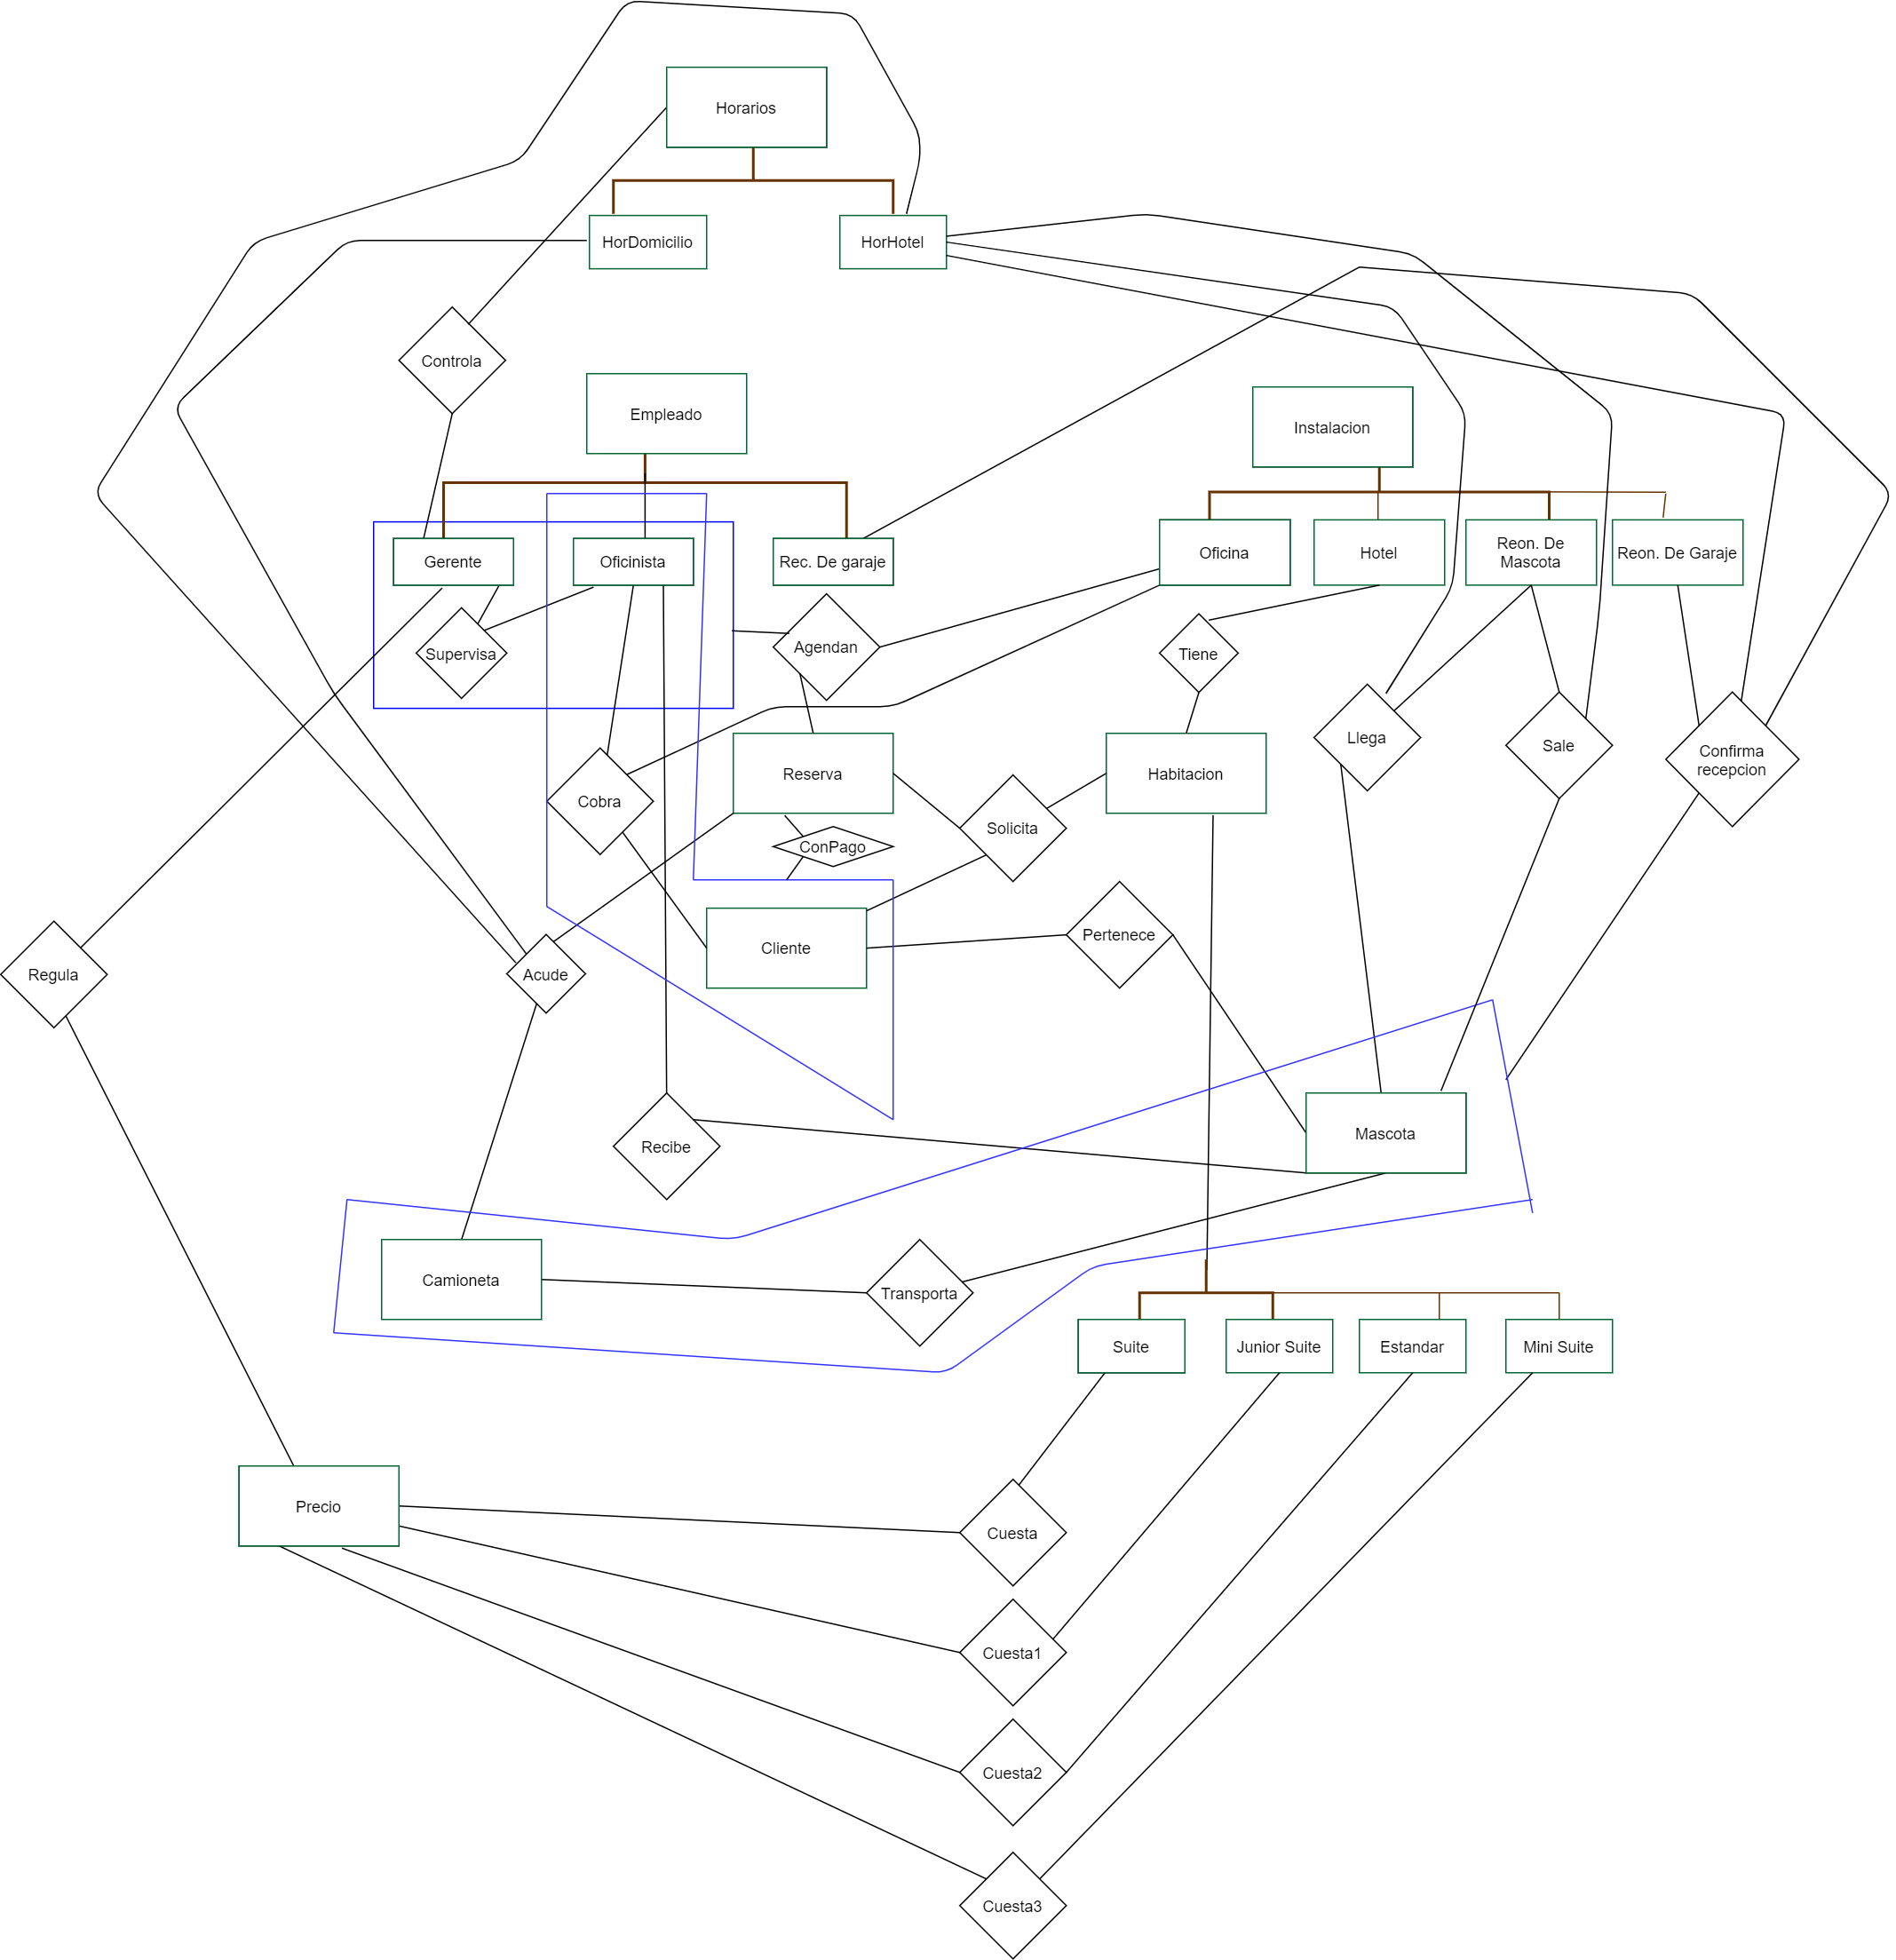 Horarios
HorDomicilio
HorHotel
Controla
Empleado
Instalacion
Gerente
Oficinista
Rec. De garaje
Oficina
Hotel
Reon. De
Mascota
Reon. De Garaje
Supervisa
Agendan
Tiene
Llega
Sale
Confirma
recepcion
Cobra
Reserva
Habitacion
Solicita
ConPago
Cliente
Pertenece
Regula
Acude
Recibe
Mascota
Camioneta
Transporta
Suite
Junior Suite
Estandar
Mini Suite
Precio
Cuesta
Cuesta1
Cuesta2
Cuesta3